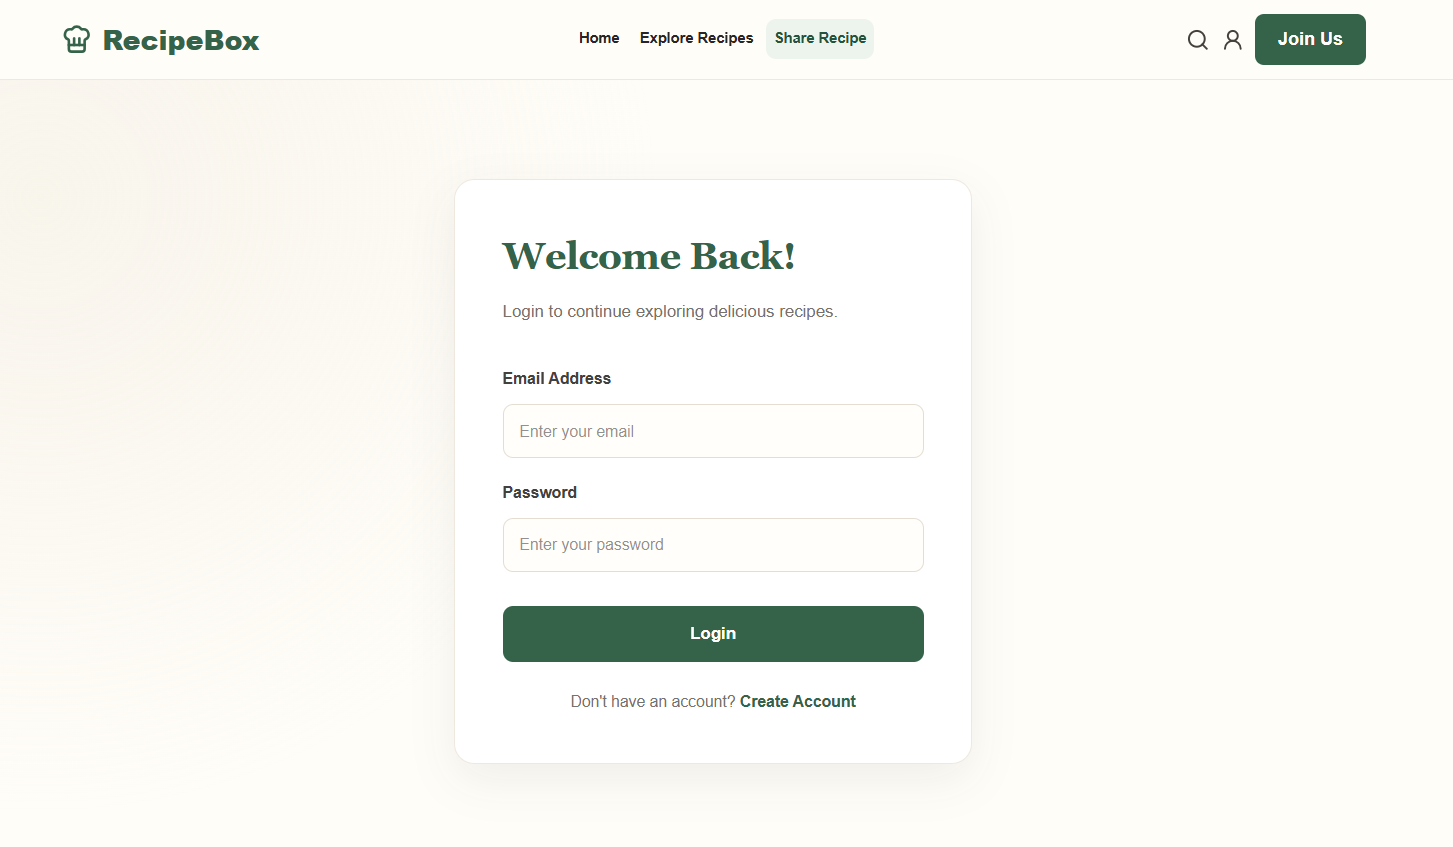 RecipeBox
Home Explore Recipes Share Recipe
Join Us
Welcome Back!
Login to continue exploring delicious recipes.
Email Address
Enter your email
Password
Enter your password
Login
Don't have an account? Create Account